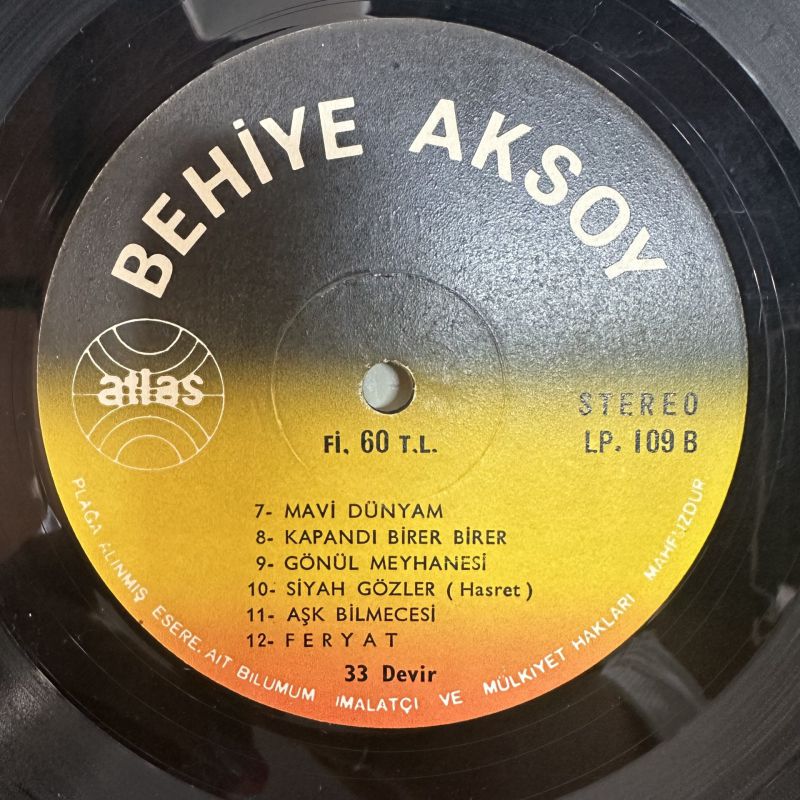 BEHİYE AKSOY
atlas
STEREO
Fİ. 60 T.L.
LP. 109 B
7- MAVİ DÜNYAM
8- KAPANDI BİRER BİRER
9- GÖNÜL MEYHANESİ
10- SİYAH GÖZLER (Hasret)
11- AŞK BİLMECESİ
12- FERYAT
33 Devir
PLAĞA ALINMIŞ ESERE. AİT BİLUMUM İMALATÇI VE MÜLKİYET HAKLARI MAHFUZDUR